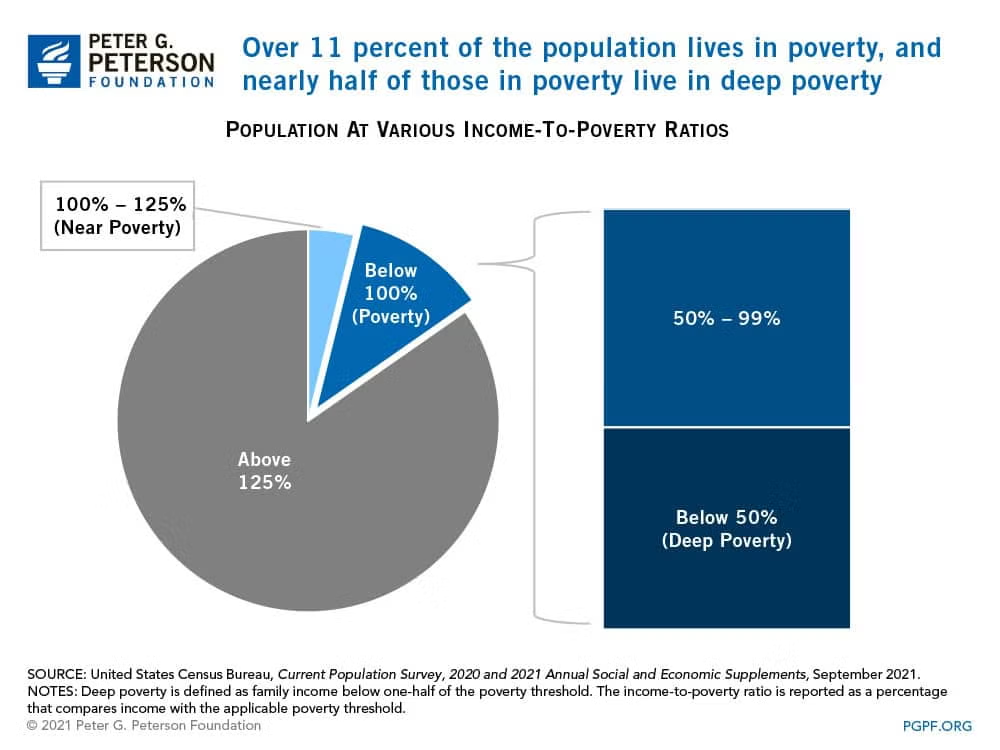 PETER G.
PETERSON
FOUNDATION
Over 11 percent of the population lives in poverty, and
nearly half of those in poverty live in deep poverty
POPULATION AT VARIOUS INCOME-TO-POVERTY RATIOS
100% – 125%
(Near Poverty)
Below
100%
(Poverty)
Above
125%
50% – 99%
Below 50%
(Deep Poverty)
SOURCE: United States Census Bureau, Current Population Survey, 2020 and 2021 Annual Social and Economic Supplements, September 2021.
NOTES: Deep poverty is defined as family income below one-half of the poverty threshold. The income-to-poverty ratio is reported as a percentage
that compares income with the applicable poverty threshold.
© 2021 Peter G. Peterson Foundation
PGPF.ORG